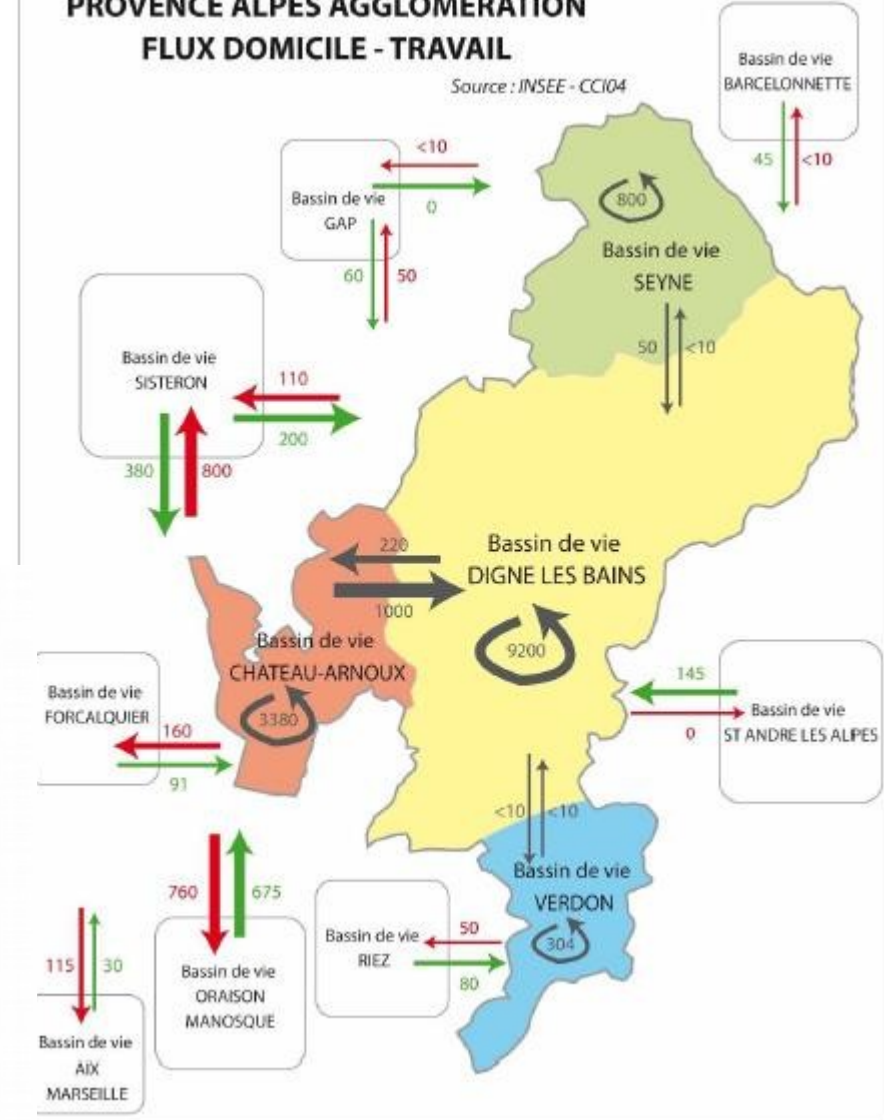 PROVENCE ALPES AGGLOMERATION
FLUX DOMICILE - TRAVAIL
Source : INSEE - CCI04
Bassin de vie
BARCELONNETTE
45
<10
<10
0
Bassin de vie
GAP
60
50
800
Bassin de vie
SEYNE
50
<10
Bassin de vie
SISTERON
110
200
380
800
220
1000
Bassin de vie
DIGNE LES BAINS
9200
Bassin de vie
CHATEAU-ARNOUX
3380
Bassin de vie
FORCALQUIER
160
91
145
0
Bassin de vie
ST ANDRE LES ALPES
<10
<10
Bassin de vie
VERDON
304
760
675
Bassin de vie
ORAISON
MANOSQUE
Bassin de vie
RIEZ
50
80
115
30
Bassin de vie
AIX
MARSEILLE